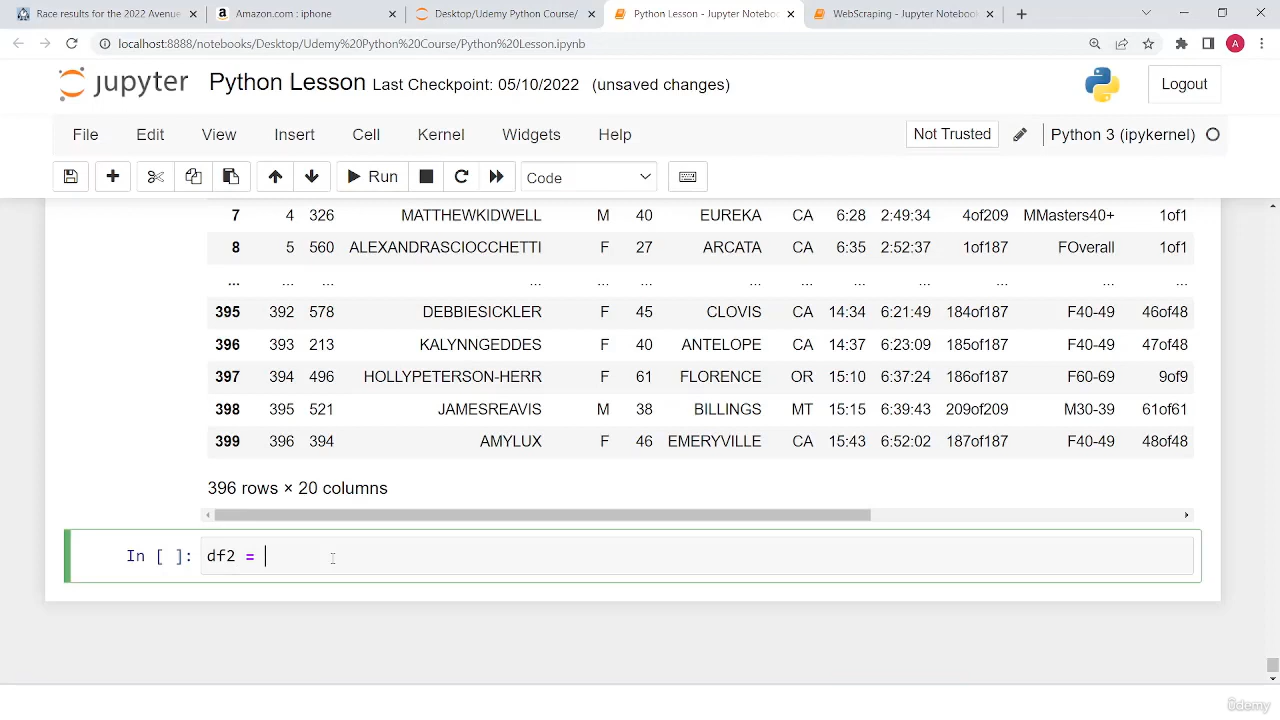 Race results for the 2022 Avenue
Amazon.com : iphone
Desktop/Udemy Python Course/
Python Lesson - Jupyter Notebook
WebScraping - Jupyter Notebook
localhost:8888/notebooks/Desktop/Udemy%20Python%20Course/Python%20Lesson.ipynb
A
jupyter Python Lesson Last Checkpoint: 05/10/2022 (unsaved changes) Logout
File Edit View Insert Cell Kernel Widgets Help Not Trusted Python 3 (ipykernel)
Run Code
7 4 326 MATTHEWKIDWELL M 40 EUREKA CA 6:28 2:49:34 4of209 MMasters40+ 1of1
8 5 560 ALEXANDRASCIOCCHETTI F 27 ARCATA CA 6:35 2:52:37 1of187 FOverall 1of1
... ... ... ... ... ... ... ... ... ... ... ... ...
395 392 578 DEBBIESICKLER F 45 CLOVIS CA 14:34 6:21:49 184of187 F40-49 46of48
396 393 213 KALYNNGEDDES F 40 ANTELOPE CA 14:37 6:23:09 185of187 F40-49 47of48
397 394 496 HOLLYPETERSON-HERR F 61 FLORENCE OR 15:10 6:37:24 186of187 F60-69 9of9
398 395 521 JAMESREAVIS M 38 BILLINGS MT 15:15 6:39:43 209of209 M30-39 61of61
399 396 394 AMYLUX F 46 EMERYVILLE CA 15:43 6:52:02 187of187 F40-49 48of48
396 rows × 20 columns
In [ ]: df2 =
ûdemy